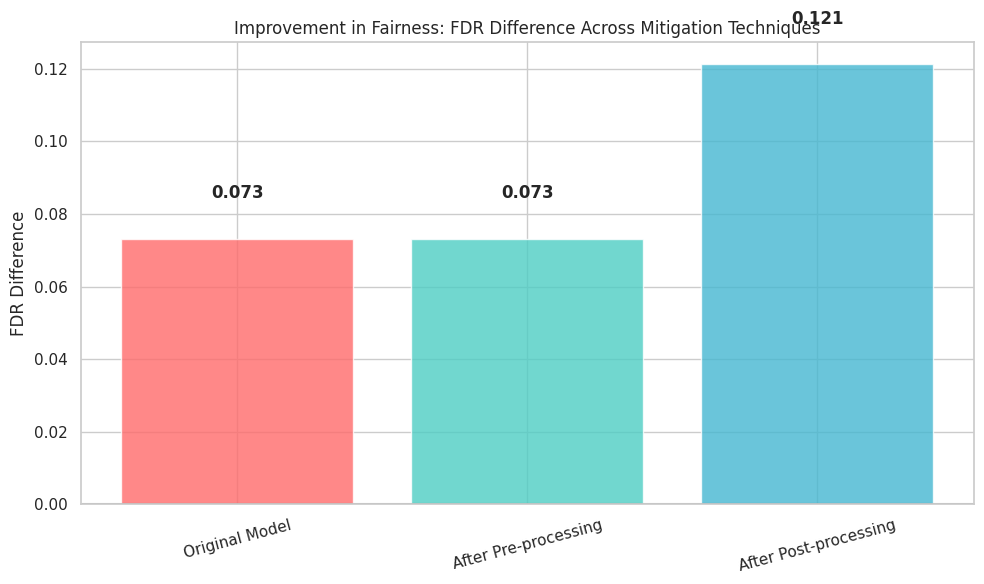 0.121
Improvement in Fairness: FDR Difference Across Mitigation Techniques
FDR Difference
0.12
0.10
0.08
0.06
0.04
0.02
0.00
0.073
0.073
Original Model
After Pre-processing
After Post-processing